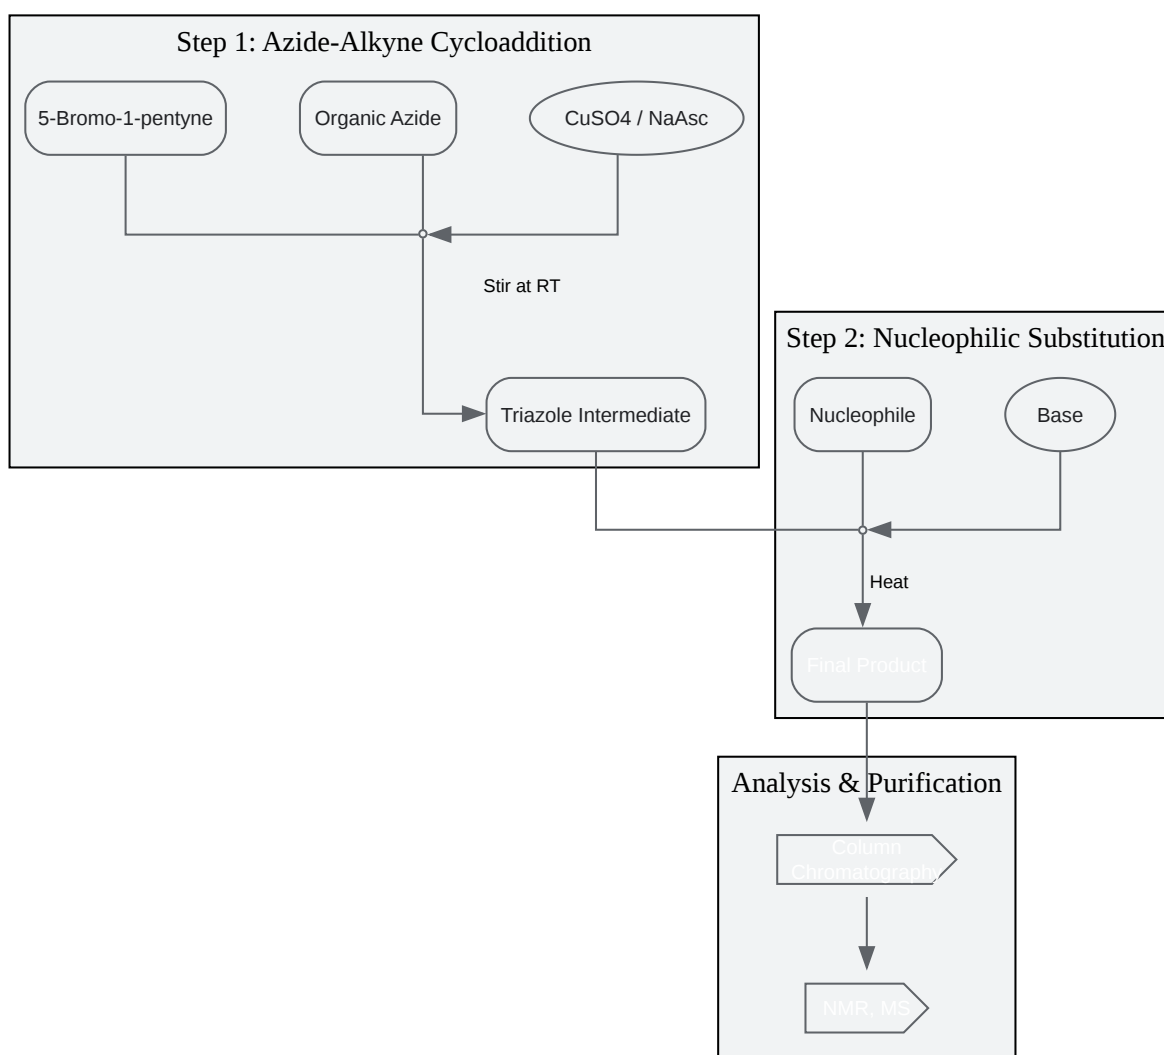 Step 1: Azide-Alkyne Cycloaddition
5-Bromo-1-pentyne
Organic Azide
CuSO4 / NaAsc
Stir at RT
Triazole Intermediate
Step 2: Nucleophilic Substitution
Nucleophile
Base
Heat
Final Product
Analysis & Purification
Column
Chromatography
NMR, MS